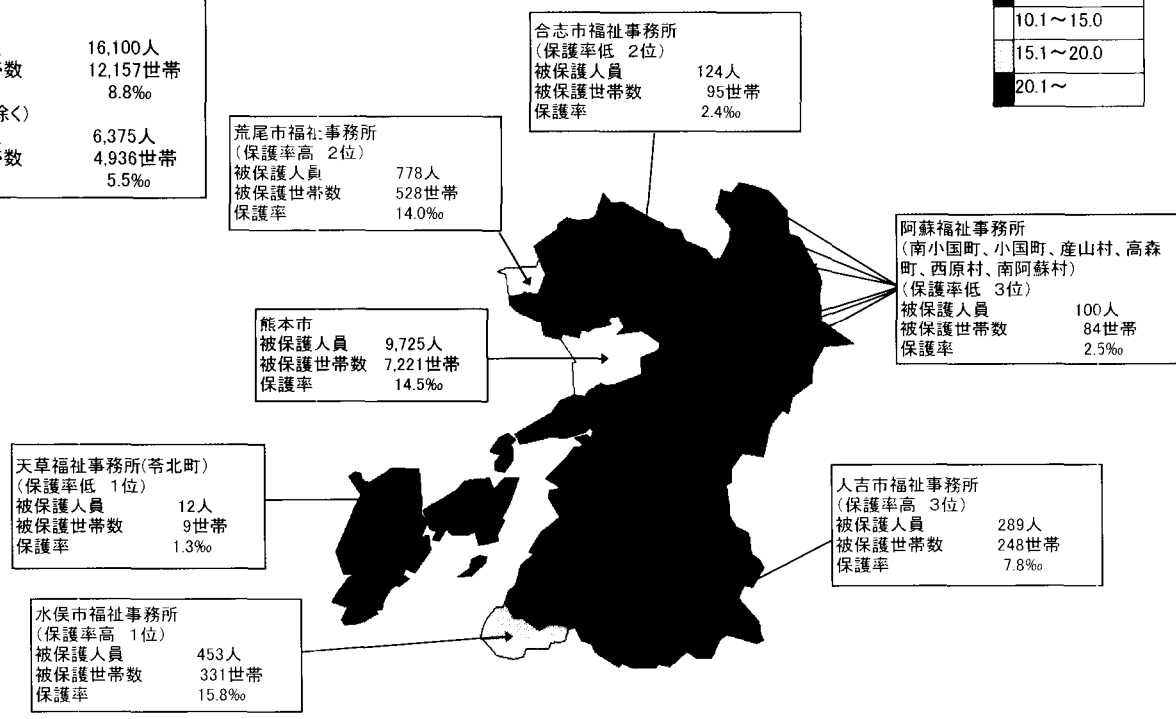 16,100人
帯数 12,157世帯
8.8‰
除く)
6,375人
帯数 4,936世帯
5.5‰
10.1～15.0
15.1～20.0
20.1～
合志市福祉事務所
(保護率低 2位)
被保護人員 124人
被保護世帯数 95世帯
保護率 2.4‰
荒尾市福祉事務所
(保護率高 2位)
被保護人員 778人
被保護世帯数 528世帯
保護率 14.0‰
阿蘇福祉事務所
(南小国町、小国町、産山村、高森
町、西原村、南阿蘇村)
(保護率低 3位)
被保護人員 100人
被保護世帯数 84世帯
保護率 2.5‰
熊本市
被保護人員 9,725人
被保護世帯数 7,221世帯
保護率 14.5‰
天草福祉事務所(苓北町)
(保護率低 1位)
被保護人員 12人
被保護世帯数 9世帯
保護率 1.3‰
人吉市福祉事務所
(保護率高 3位)
被保護人員 289人
被保護世帯数 248世帯
保護率 7.8‰
水俣市福祉事務所
(保護率高 1位)
被保護人員 453人
被保護世帯数 331世帯
保護率 15.8‰